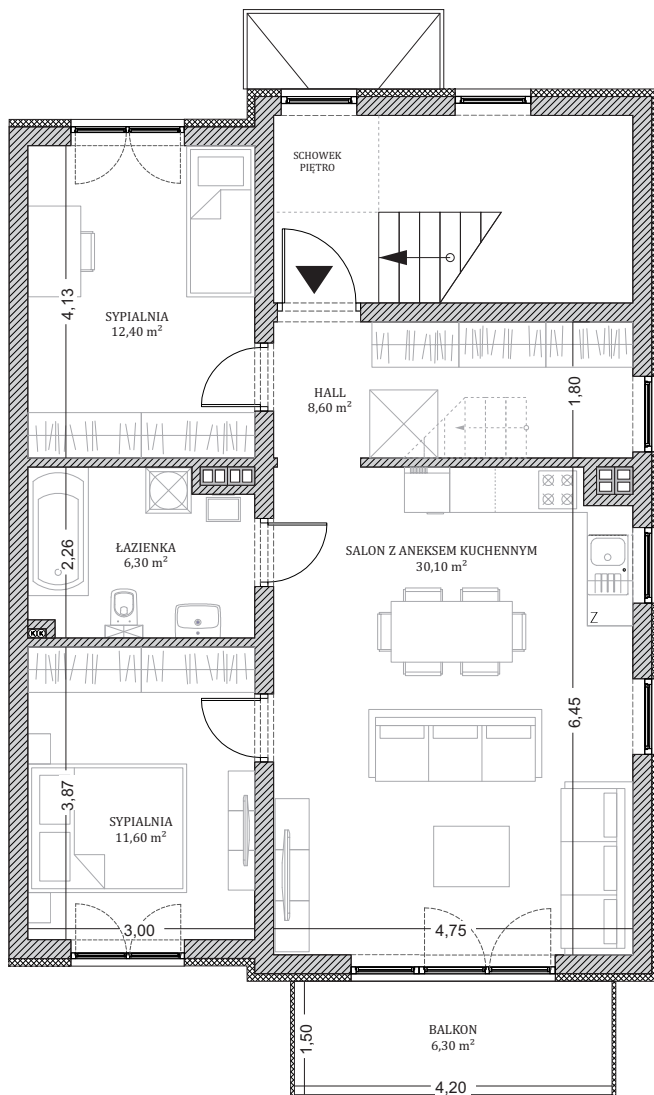 SCHOWEK
PIĘTRO
4,13
SYPIALNIA
12,40 m²
HALL
8,60 m²
1,80
2,26
ŁAZIENKA
6,30 m²
SALON Z ANEKSEM KUCHENNYM
30,10 m²
Z
6,45
3,87
SYPIALNIA
11,60 m²
3,00
4,75
1,50
BALKON
6,30 m²
4,20